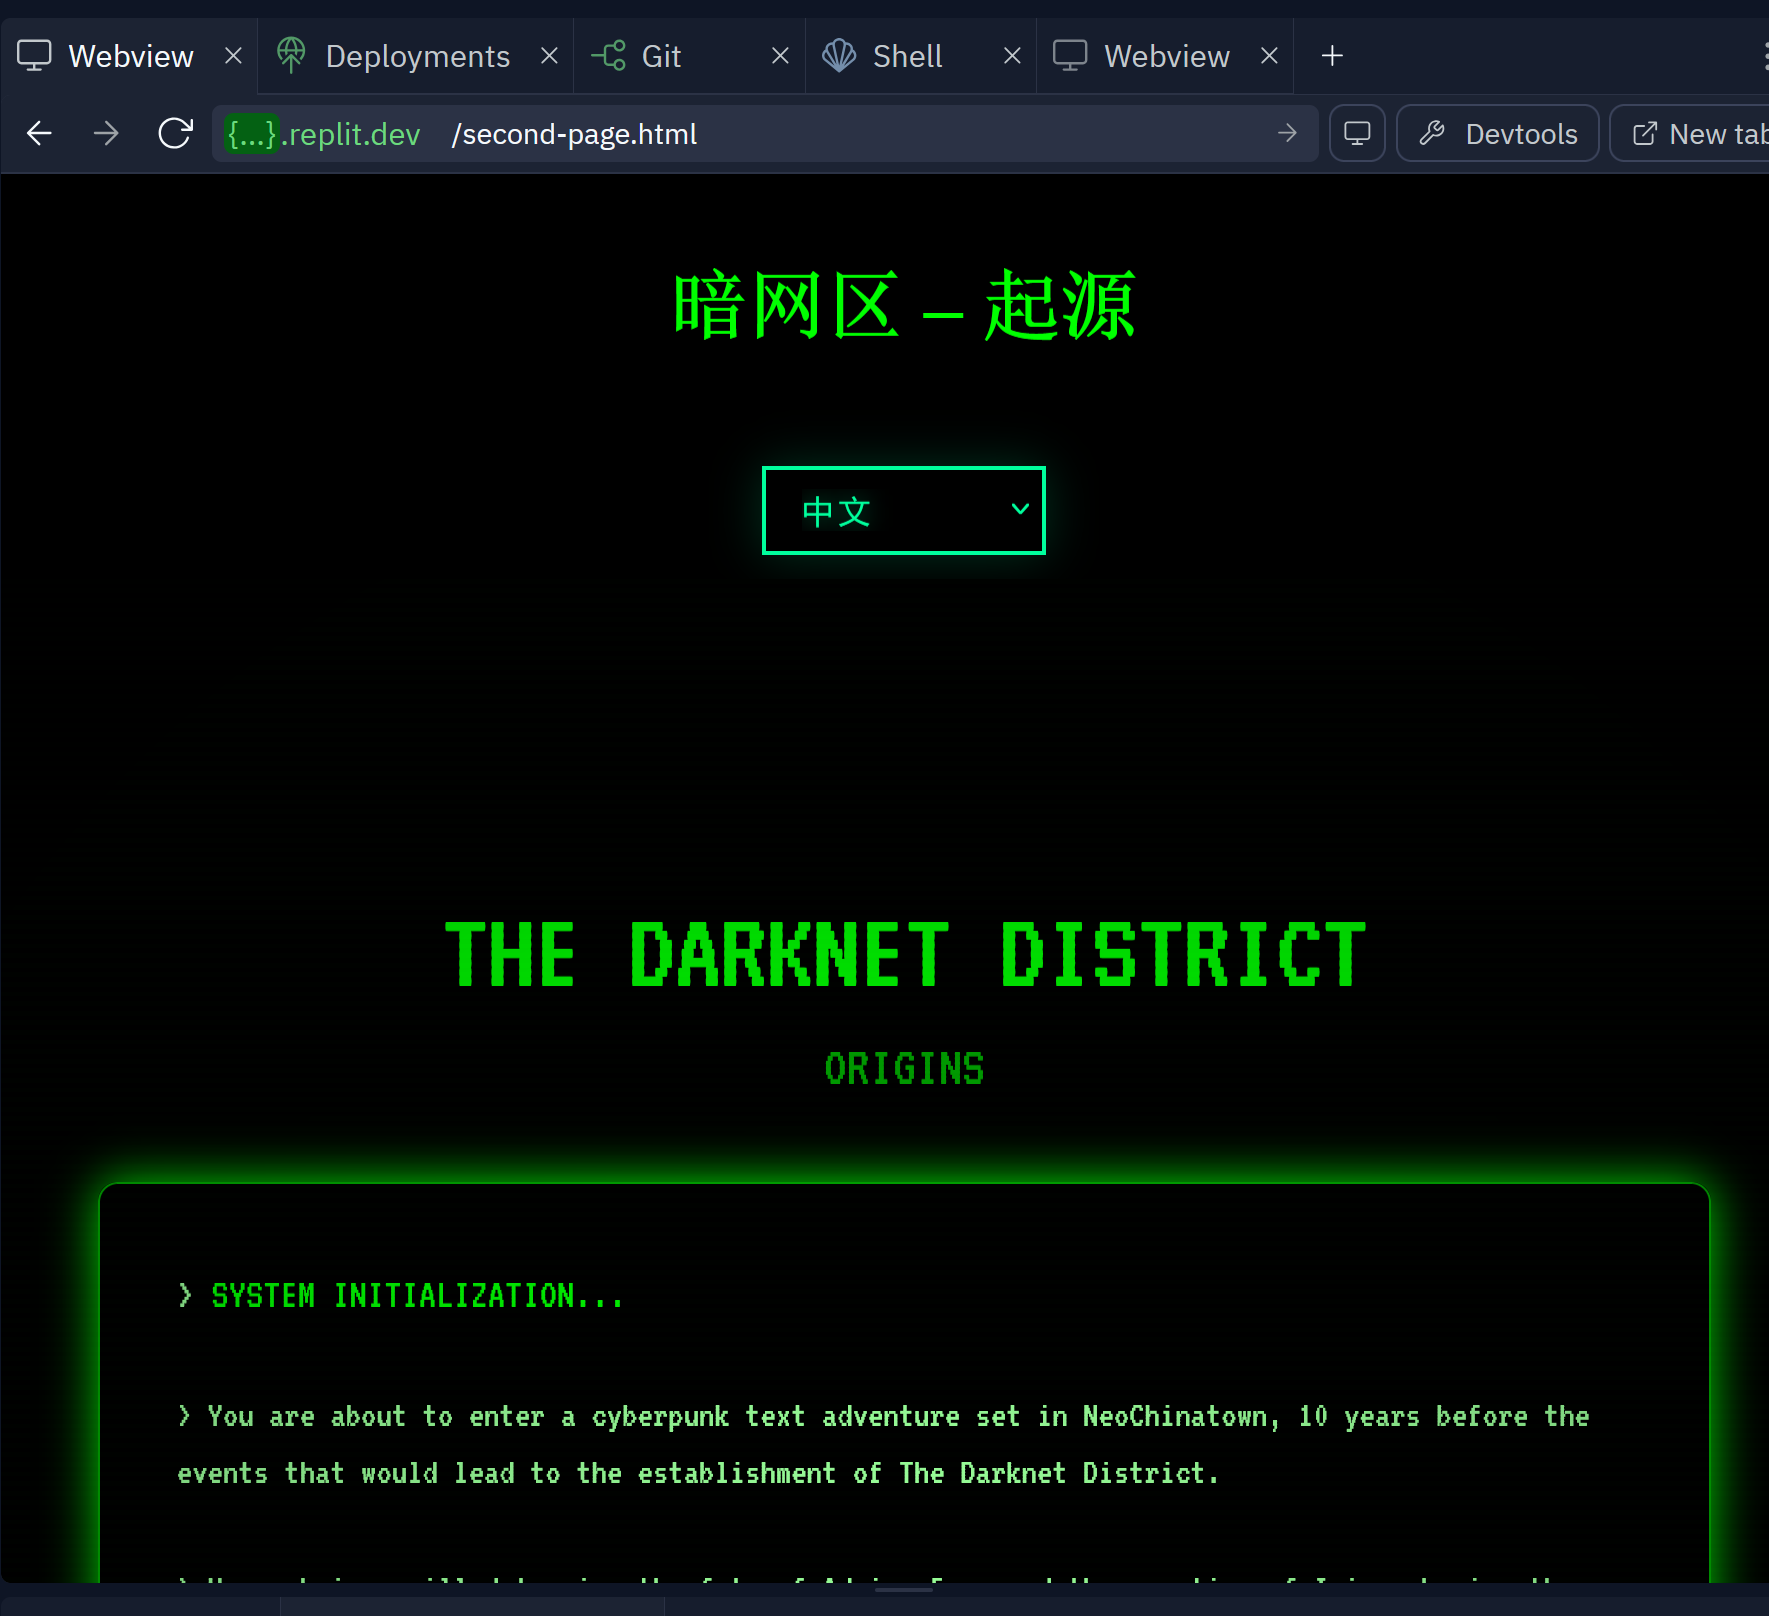 Webview
Deployments
Git
Shell
Webview
{...}.replit.dev /second-page.html
Devtools
New tab
暗网区 – 起源
中文
THE DARKNET DISTRICT
ORIGINS
> SYSTEM INITIALIZATION...
> You are about to enter a cyberpunk text adventure set in NeoChinatown, 10 years before the
events that would lead to the establishment of The Darknet District.